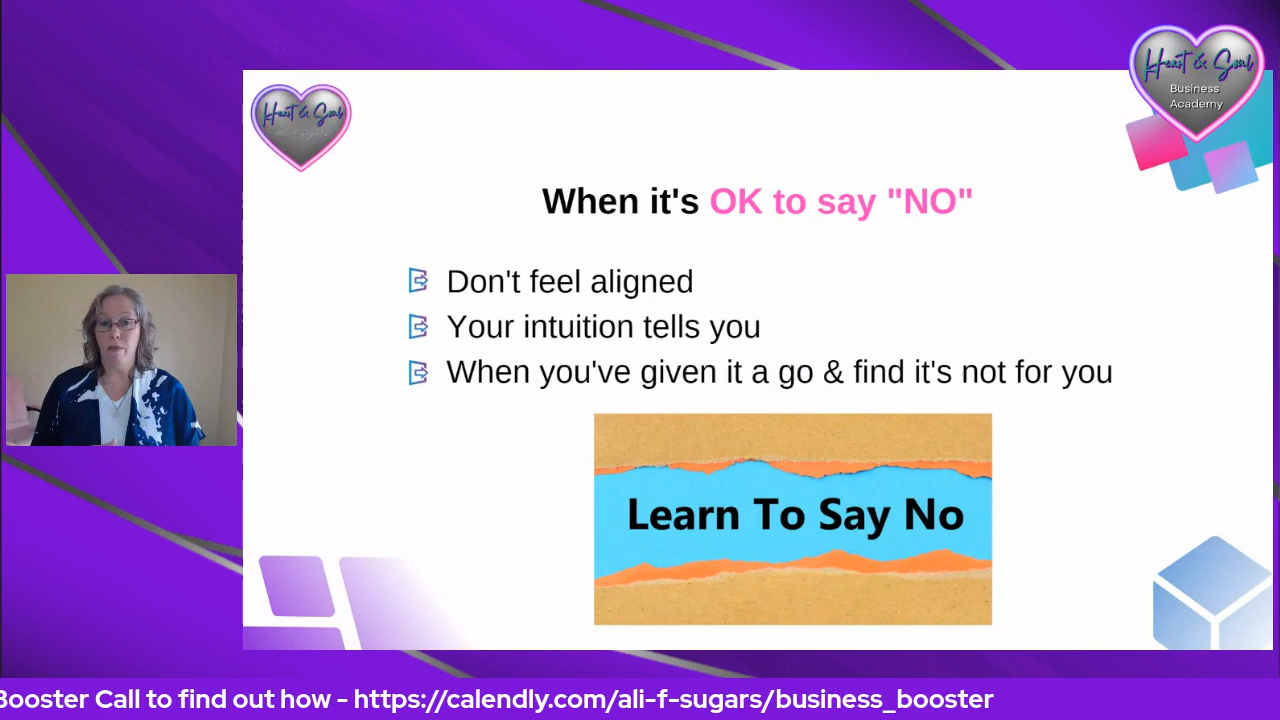 Heart & Soul
Business
Academy
Heart & Soul
When it's OK to say "NO"
Don't feel aligned
Your intuition tells you
When you've given it a go & find it's not for you
Learn To Say No
Booster Call to find out how - https://calendly.com/ali-f-sugars/business_booster